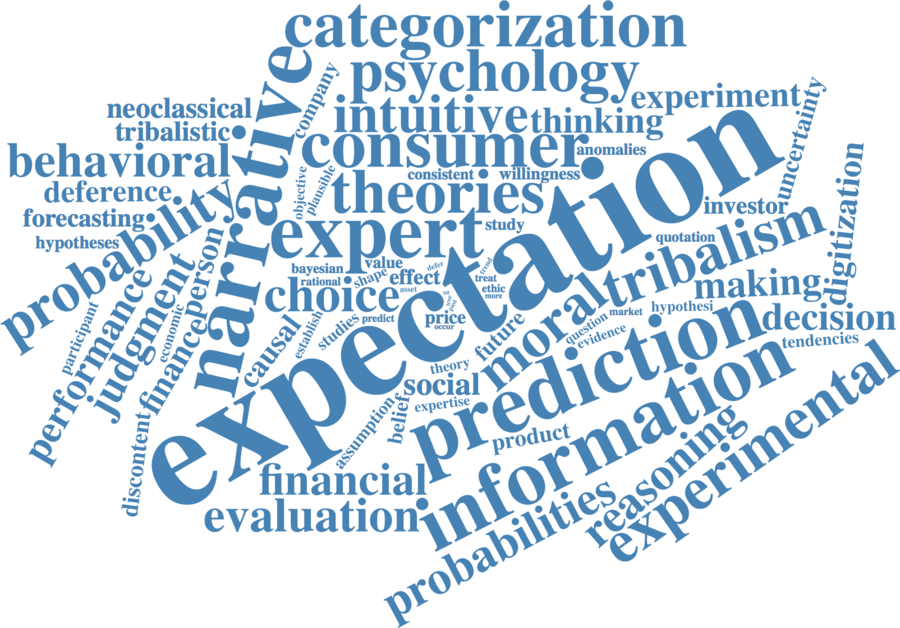 categorization
psychology
narrative
company
neoclassical
tribalistic
intuitive
thinking
experiment
uncertainty
behavioral
consumer
anomalies
deference
objective
plausible
consistent
willingness
forecasting
hypotheses
probability
theories
expert
study
investor
digitization
quotation
tribalism
person
bayesian
value
rational
shape
effect
defer
asset
trend
treat
ethic
more
expectation
choice
making
participant
performance
judgment
economic
finance
causal
establish
studies
predict
price
occur
future
moral
question
market
hypothesi
evidence
decision
tendencies
theory
social
expertise
belief
assumption
prediction
product
discontent
financial
evaluation
information
reasoning
probabilities
experimental